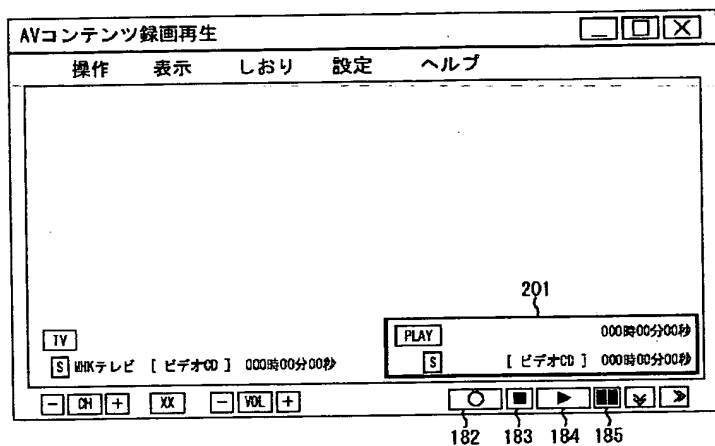 AVコンテンツ録画再生
操作 表示 しおり 設定 ヘルプ
201
TV
PLAY 000時00分00秒
S MHKテレビ [ ビデオCD ] 000時00分00秒
S [ ビデオCD ] 000時00分00秒
- CH + XX - VOL +
182 183 184 185